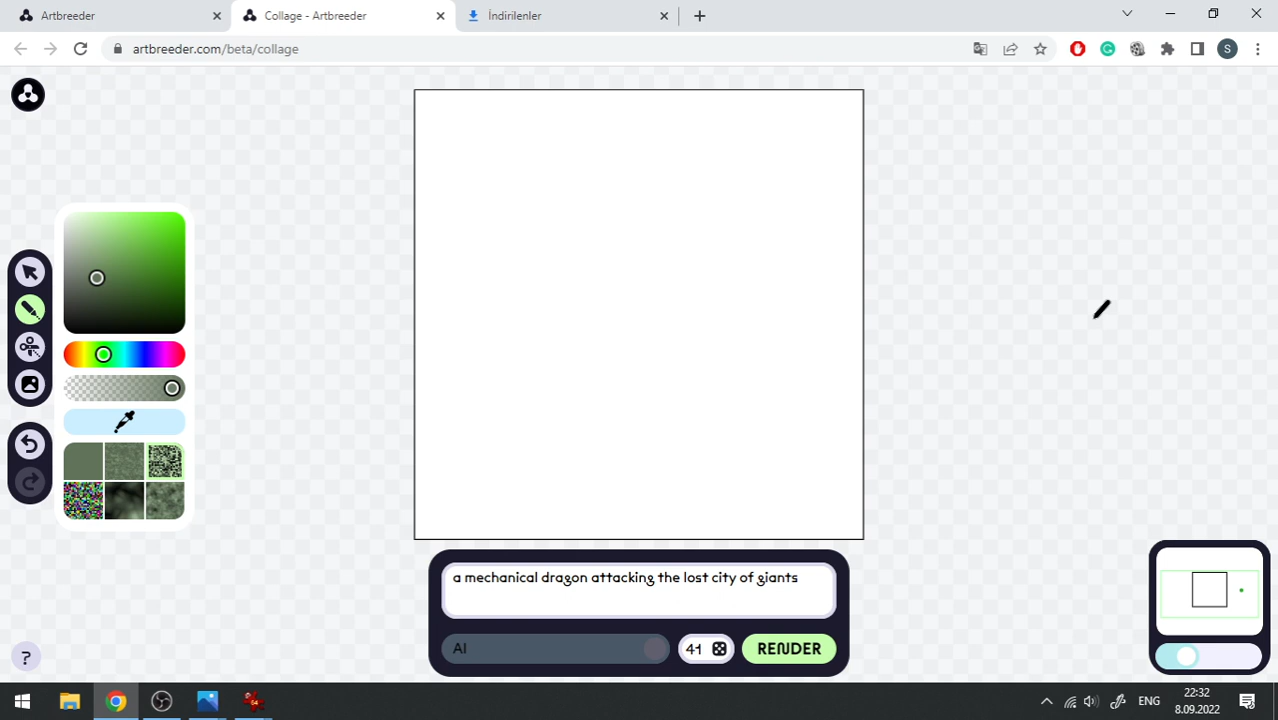 Artbreeder
Collage - Artbreeder
İndirilenler
artbreeder.com/beta/collage
S
a mechanical dragon attacking the lost city of giants
AI
41
RENDER
?
64
ENG
22:32
8.09.2022